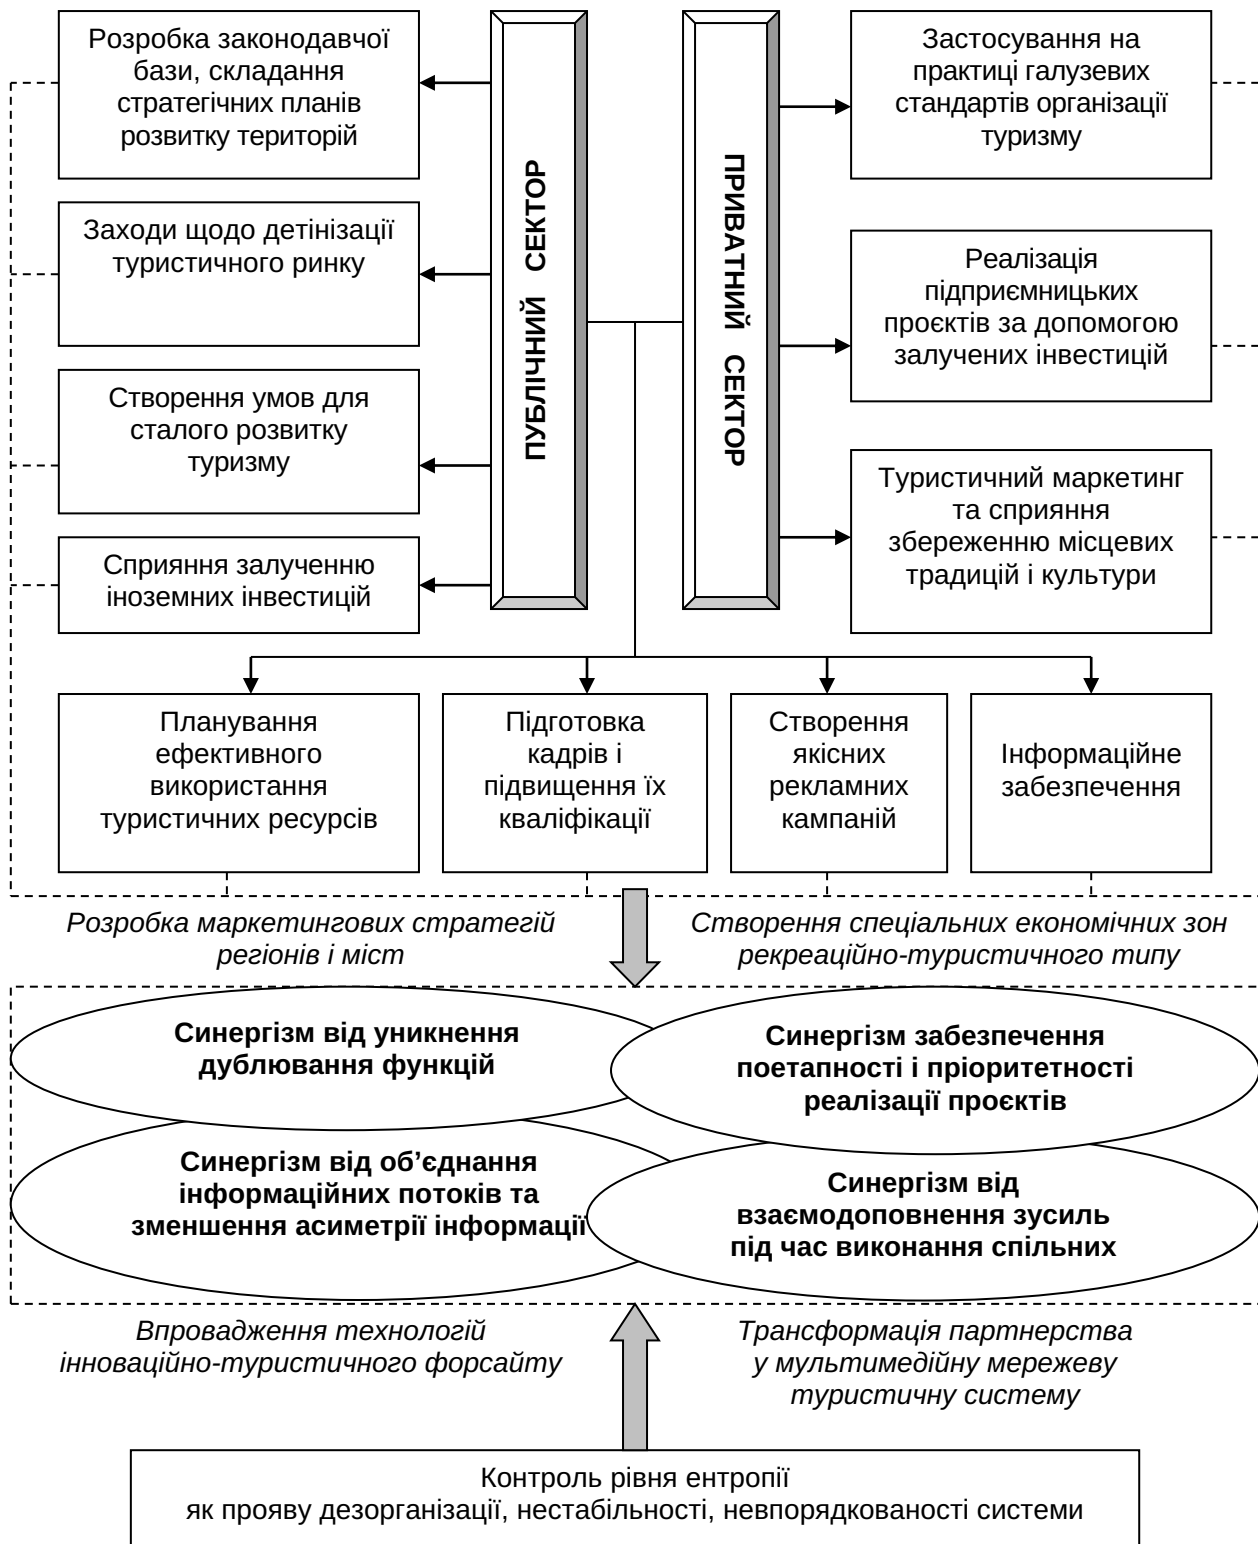 Розробка законодавчої
бази, складання
стратегічних планів
розвитку територій
Заходи щодо детінізації
туристичного ринку
Створення умов для
сталого розвитку
туризму
Сприяння залученню
іноземних інвестицій
ПУБЛІЧНИЙ СЕКТОР
ПРИВАТНИЙ СЕКТОР
Застосування на
практиці галузевих
стандартів організації
туризму
Реалізація
підприємницьких
проєктів за допомогою
залучених інвестицій
Туристичний маркетинг
та сприяння
збереженню місцевих
традицій і культури
Планування
ефективного
використання
туристичних ресурсів
Підготовка
кадрів і
підвищення їх
кваліфікації
Створення
якісних
рекламних
кампаній
Інформаційне
забезпечення
Розробка маркетингових стратегій
регіонів і міст
Створення спеціальних економічних зон
рекреаційно-туристичного типу
Синергізм від уникнення
дублювання функцій
Синергізм забезпечення
поетапності і пріоритетності
реалізації проєктів
Синергізм від об’єднання
інформаційних потоків та
зменшення асиметрії інформації
Синергізм від
взаємодоповнення зусиль
під час виконання спільних
Впровадження технологій
інноваційно-туристичного форсайту
Трансформація партнерства
у мультимедійну мережеву
туристичну систему
Контроль рівня ентропії
як прояву дезорганізації, нестабільності, невпорядкованості системи